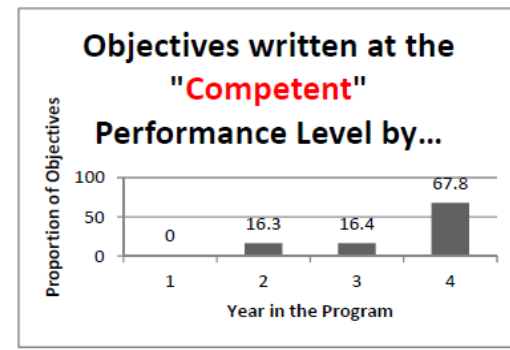 Objectives written at the
"Competent"
Performance Level by...
Proportion of Objectives
100
50
0
0
16.3
16.4
67.8
1 2 3 4
Year in the Program